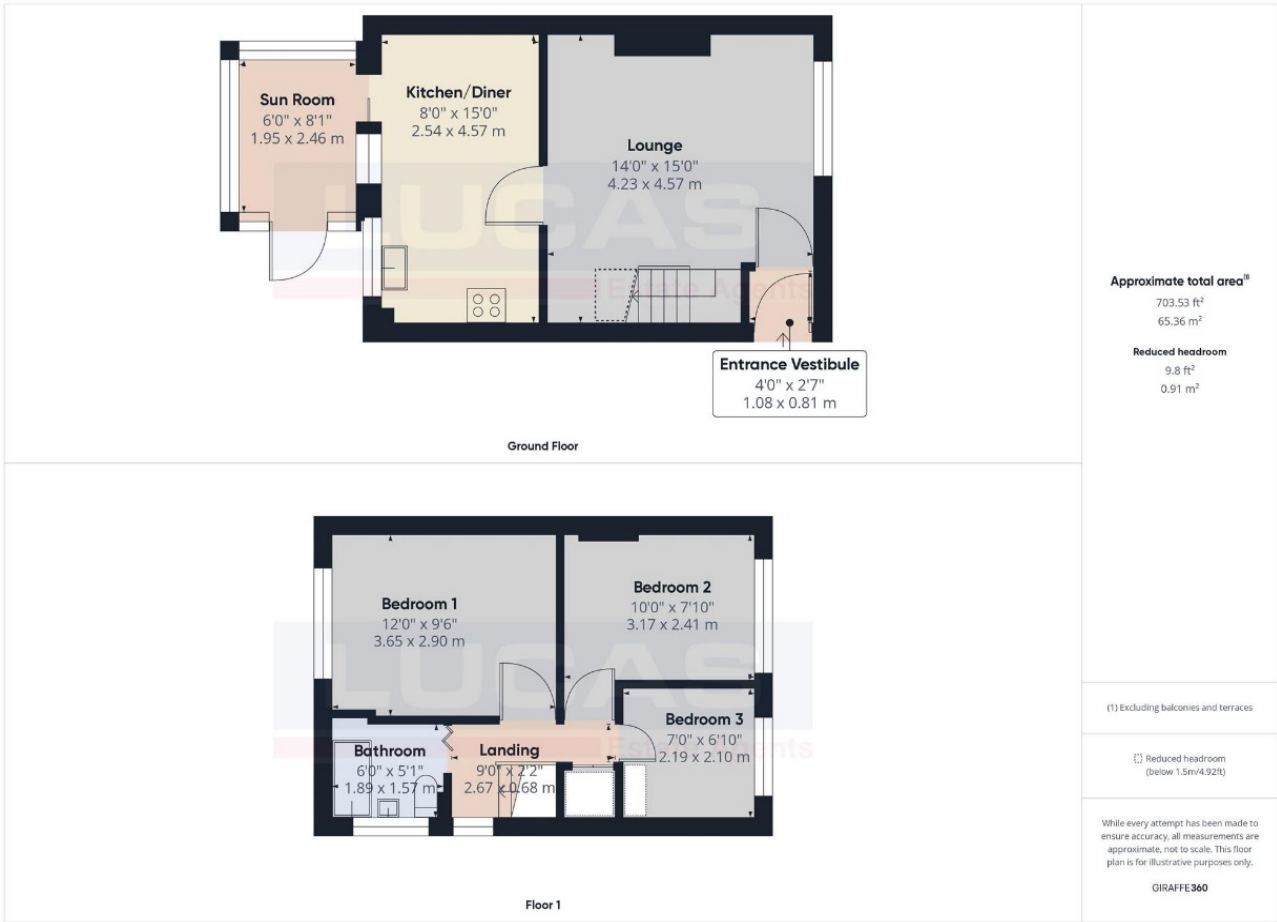 Sun Room
6'0" x 8'1"
1.95 x 2.46 m
Kitchen/Diner
8'0" x 15'0"
2.54 x 4.57 m
Lounge
14'0" x 15'0"
4.23 x 4.57 m
Entrance Vestibule
4'0" x 2'7"
1.08 x 0.81 m
LUCAS
Estate Agents
Ground Floor
Bedroom 1
12'0" x 9'6"
3.65 x 2.90 m
Bedroom 2
10'0" x 7'10"
3.17 x 2.41 m
Bedroom 3
7'0" x 6'10"
2.19 x 2.10 m
Bathroom
6'0" x 5'1"
1.89 x 1.57 m
Landing
9'0" x 2'2"
2.67 x 0.68 m
LUCAS
Estate Agents
Floor 1
Approximate total area⁽¹⁾
703.53 ft²
65.36 m²
Reduced headroom
9.8 ft²
0.91 m²
(1) Excluding balconies and terraces
Reduced headroom
(below 1.5m/4.92ft)
While every attempt has been made to
ensure accuracy, all measurements are
approximate, not to scale. This floor
plan is for illustrative purposes only.
GIRAFFE360